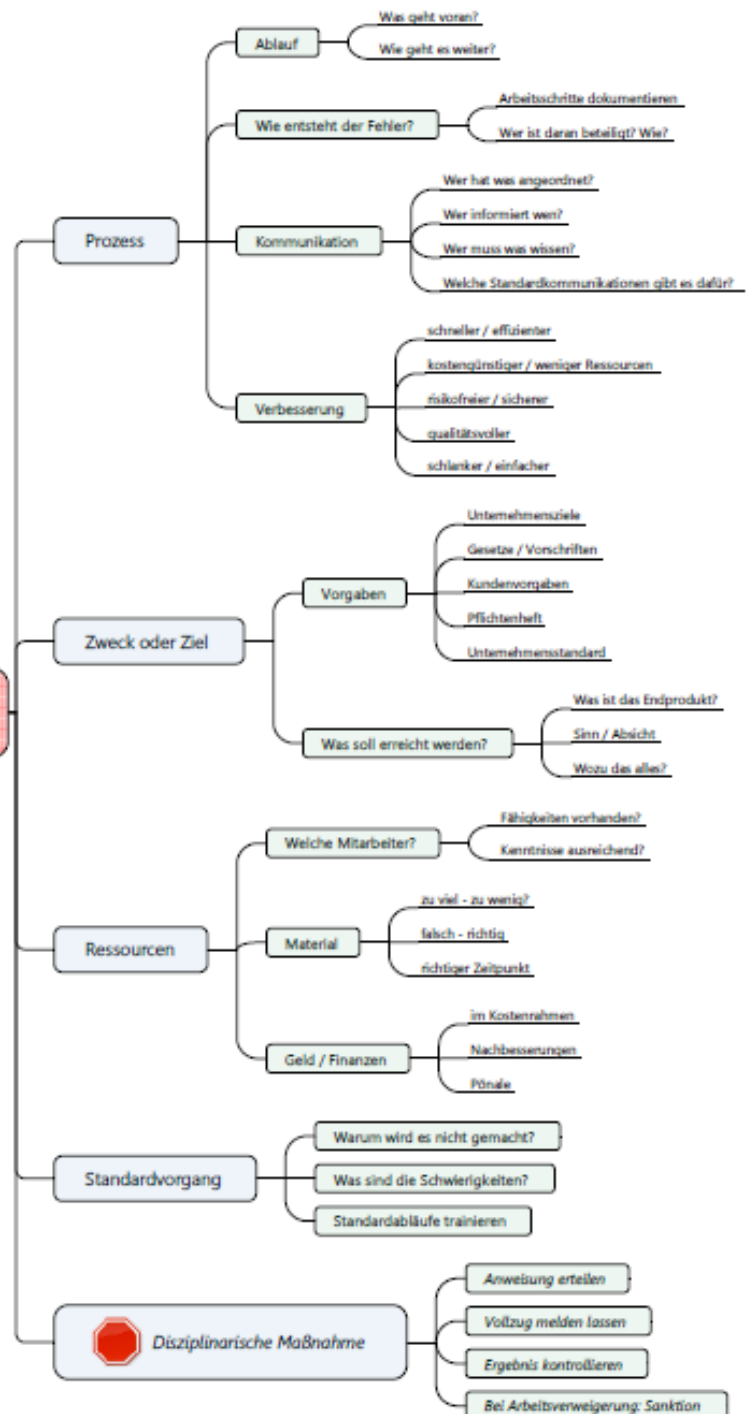 Prozess
Ablauf
Was geht voran?
Wie geht es weiter?
Wie entsteht der Fehler?
Arbeitsschritte dokumentieren
Wer ist daran beteiligt? Wie?
Kommunikation
Wer hat was angeordnet?
Wer informiert wen?
Wer muss was wissen?
Welche Standardkommunikationen gibt es dafür?
Verbesserung
schneller / effizienter
kostengünstiger / weniger Ressourcen
risikofreier / sicherer
qualitätsvoller
schlanker / einfacher
Zweck oder Ziel
Vorgaben
Unternehmensziele
Gesetze / Vorschriften
Kundenvorgaben
Pflichtenheft
Unternehmensstandard
Was soll erreicht werden?
Was ist das Endprodukt?
Sinn / Absicht
Wozu das alles?
Ressourcen
Welche Mitarbeiter?
Fähigkeiten vorhanden?
Kenntnisse ausreichend?
Material
zu viel - zu wenig?
falsch - richtig
richtiger Zeitpunkt
Geld / Finanzen
im Kostenrahmen
Nachbesserungen
Pönale
Standardvorgang
Warum wird es nicht gemacht?
Was sind die Schwierigkeiten?
Standardabläufe trainieren
Disziplinarische Maßnahme
Anweisung erteilen
Vollzug melden lassen
Ergebnis kontrollieren
Bei Arbeitsverweigerung: Sanktion